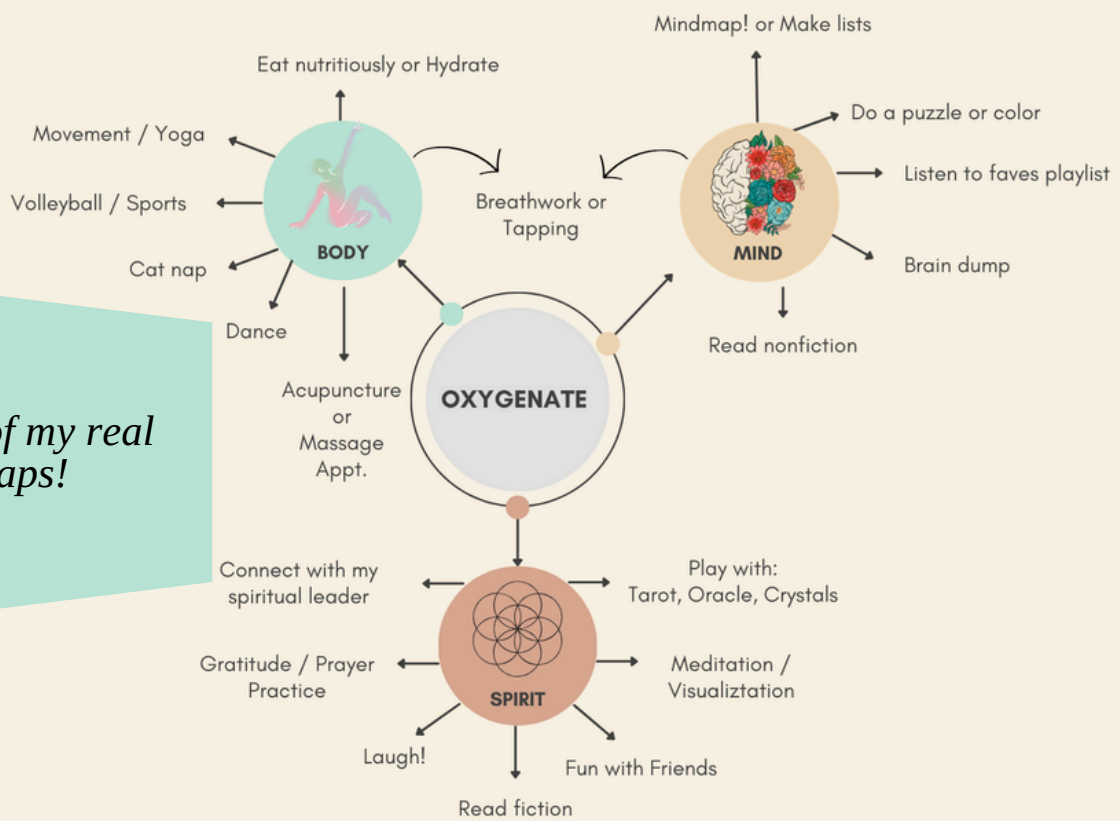 Mindmap! or Make lists
Eat nutritiously or Hydrate
Do a puzzle or color
Movement / Yoga
Listen to faves playlist
Volleyball / Sports
Breathwork or
Tapping
BODY
MIND
Cat nap
Brain dump
Dance
Read nonfiction
Acupuncture
or
Massage
Appt.
OXYGENATE
of my real
aps!
Connect with my
spiritual leader
Play with:
Tarot, Oracle, Crystals
Gratitude / Prayer
Practice
Meditation /
Visualiztation
SPIRIT
Laugh!
Fun with Friends
Read fiction